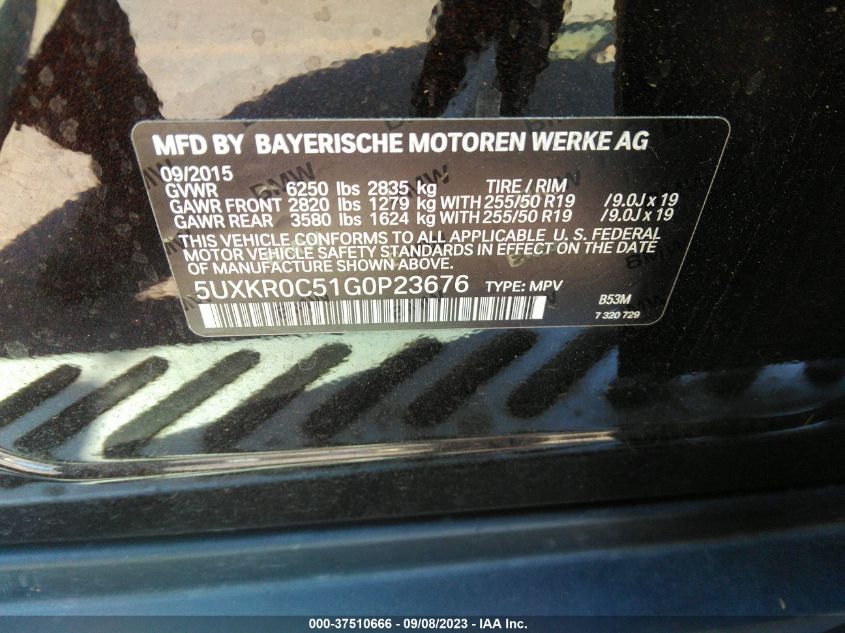 MFD BY BAYERISCHE MOTOREN WERKE AG
09/2015
GVWR 6250 lbs 2835 kg TIRE / RIM
GAWR FRONT 2820 lbs 1279 kg WITH 255/50 R19 /9.0J x 19
GAWR REAR 3580 lbs 1624 kg WITH 255/50 R19 /9.0J x 19
THIS VEHICLE CONFORMS TO ALL APPLICABLE U. S. FEDERAL
MOTOR VEHICLE SAFETY STANDARDS IN EFFECT ON THE DATE
OF MANUFACTURE SHOWN ABOVE.
5UXKR0C51G0P23676 TYPE: MPV B53M
7 320 729
000-37510666 - 09/08/2023 - IAA Inc.